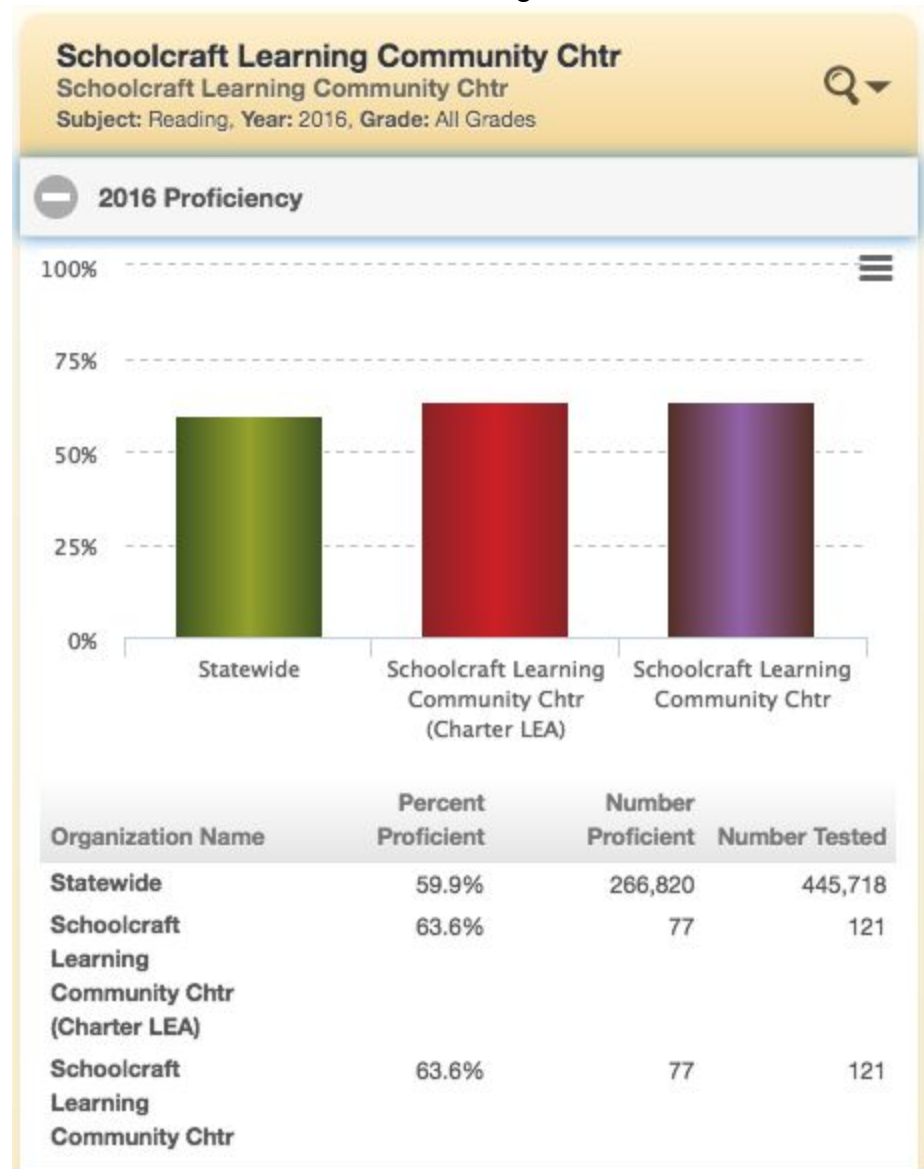 Schoolcraft Learning Community Chtr
Schoolcraft Learning Community Chtr
Subject: Reading, Year: 2016, Grade: All Grades
2016 Proficiency
100%
75%
50%
25%
0%
Statewide
Schoolcraft Learning
Community Chtr
(Charter LEA)
Schoolcraft Learning
Community Chtr
Organization Name Percent Proficient Number Proficient Number Tested
Statewide 59.9% 266,820 445,718
Schoolcraft 63.6% 77 121
Learning
Community Chtr
(Charter LEA)
Schoolcraft 63.6% 77 121
Learning
Community Chtr